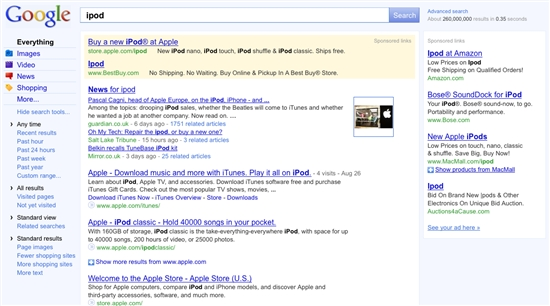 Google
ipod
Search
Advanced search
About 260,000,000 results in 0.35 seconds
Everything
Images
Video
News
Shopping
More...
Hide search tools...
Any time
Recent results
Past hour
Past 24 hours
Past week
Past year
Custom range...
All results
Visited pages
Not yet visited
Standard view
Related searches
Standard results
Page images
Fewer shopping sites
More shopping sites
More text
Buy a new iPod® at Apple
Sponsored links
store.apple.com/ipod New iPod nano, iPod touch, iPod shuffle & iPod classic. Ships free.
Ipod
www.BestBuy.com No Shipping. No Waiting. Buy Online & Pickup In A Best Buy® Store.
News for ipod
Pascal Cagni, head of Apple Europe, on the iPod, iPhone - and ...
Among the topics: drooping iPod sales, whether the Beatles will come to iTunes and whether
he wanted a job at another company. Now read on. ...
guardian.co.uk - 6 days ago - 1751 related articles
Oh My Tech: Repair the ipod, or buy a new one?
Salt Lake Tribune - 15 hours ago - 3 related articles
Belkin recalls TuneBase iPod kit
Mirror.co.uk - 3 days ago - 25 related articles
Apple - Download music and more with iTunes. Play it all on iPod. - 4 visits - Aug 26
Learn about iPod, Apple TV, and accessories. Download iTunes software free and purchase
iTunes Gift Cards. Check out the most popular TV shows, movies, ...
Download iTunes Now - iTunes Overview - iTunes Store - Downloads
www.apple.com/itunes/
Apple - iPod classic - Hold 40000 songs in your pocket.
With 160GB of storage, iPod classic is the take-everything-everywhere iPod, with space for up
to 40000 songs, 200 hours of video, or 25000 photos.
www.apple.com/ipodclassic/
Show more results from www.apple.com
Welcome to the Apple Store - Apple Store (U.S.)
Shop for Apple computers, compare iPod and iPhone models, and discover Apple and
third-party accessories, software, and much more.
store.apple.com/
Sponsored links
Ipod at Amazon
Low Prices on Ipod
Free Shipping on Qualified Orders!
Amazon.com
Bose® SoundDock for iPod
Your iPod®. Bose® sound-now, to go.
Portability and performance.
www.Bose.com
New Apple iPods
Low Prices on touch, nano, classic
& shuffle. Save Big, Buy Now!
www.MacMall.com/ipod
Show products from MacMall
Ipod
Bid On Brand New Ipods & Other
Electronics On Unique Bid Auction.
Auctions4aCause.com
See your ad here »